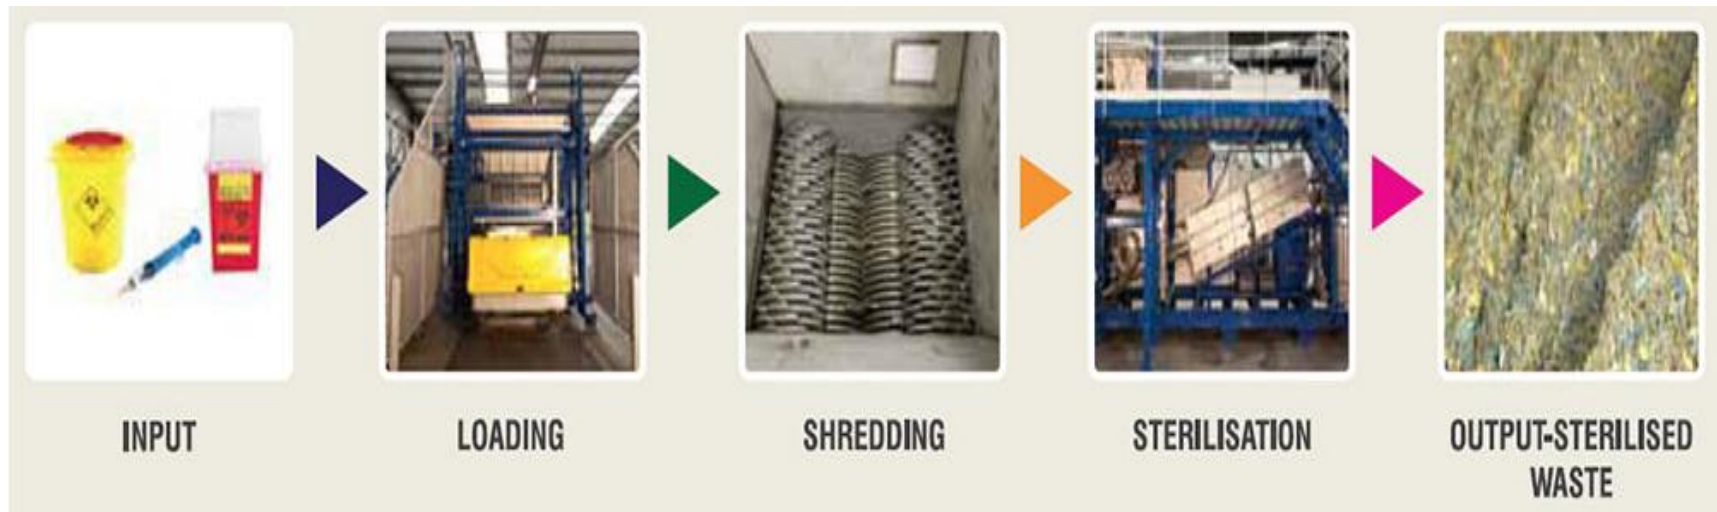 INPUT
LOADING
SHREDDING
STERILISATION
OUTPUT-STERILISED
WASTE